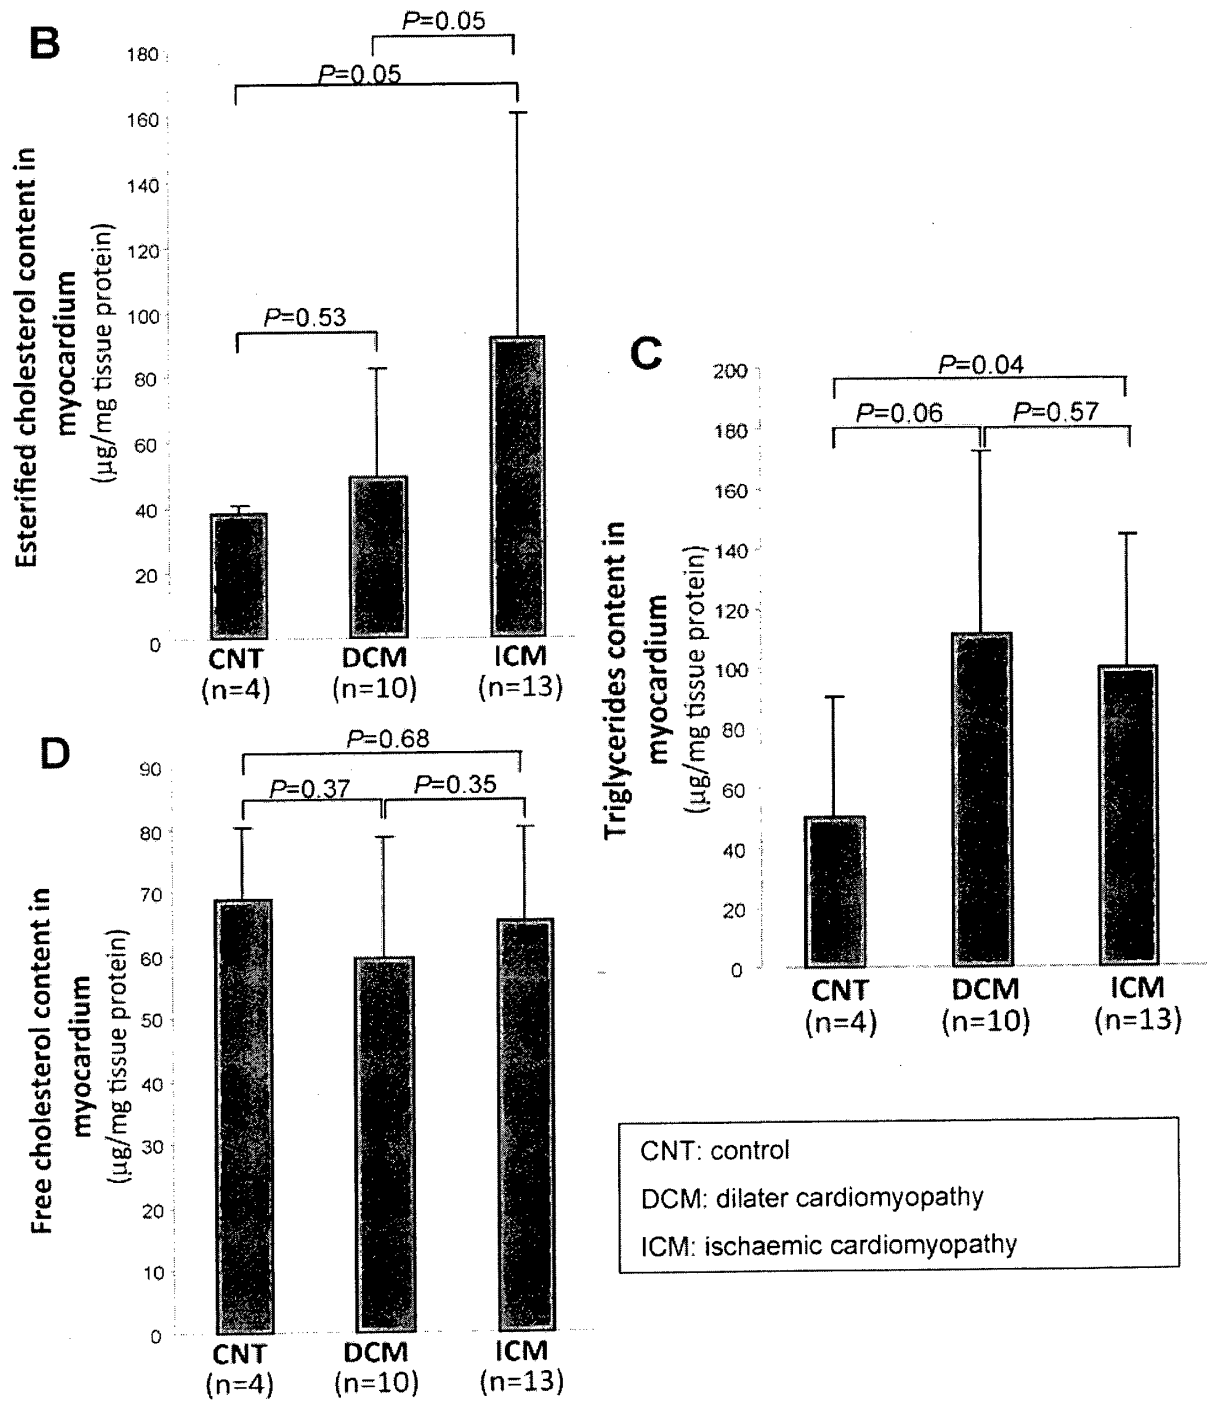 B
P=0.05
P=0.05
P=0.53
180
160
140
120
100
80
60
40
20
0
Esterified cholesterol content in
myocardium
(µg/mg tissue protein)
CNT
(n=4)
DCM
(n=10)
ICM
(n=13)
C
P=0.04
P=0.06
P=0.57
200
180
160
140
120
100
80
60
40
20
0
Triglycerides content in
myocardium
(µg/mg tissue protein)
CNT
(n=4)
DCM
(n=10)
ICM
(n=13)
D
P=0.68
P=0.37
P=0.35
90
80
70
60
50
40
30
20
10
0
Free cholesterol content in
myocardium
(µg/mg tissue protein)
CNT
(n=4)
DCM
(n=10)
ICM
(n=13)
CNT: control
DCM: dilater cardiomyopathy
ICM: ischaemic cardiomyopathy